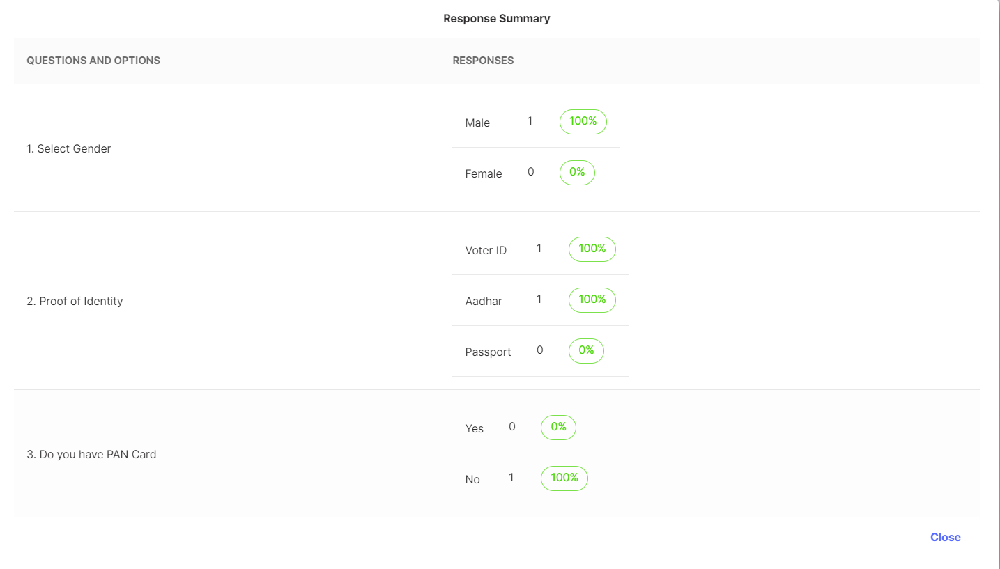 Response Summary
QUESTIONS AND OPTIONS RESPONSES
1. Select Gender
Male 1 100%
Female 0 0%
2. Proof of Identity
Voter ID 1 100%
Aadhar 1 100%
Passport 0 0%
3. Do you have PAN Card
Yes 0 0%
No 1 100%
Close